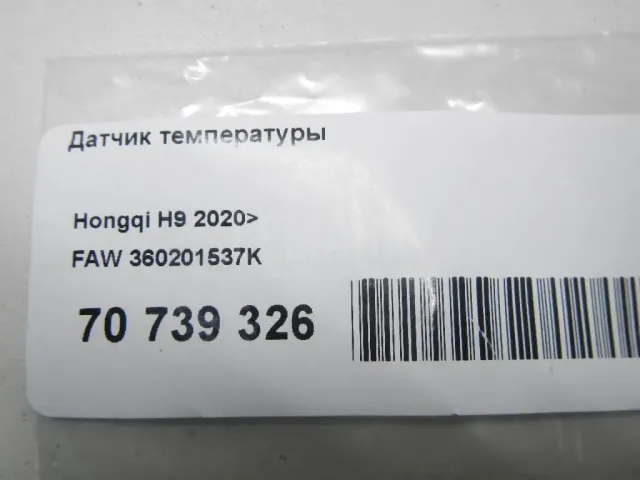 Датчик температуры
Hongqi H9 2020>
FAW 360201537K
70 739 326